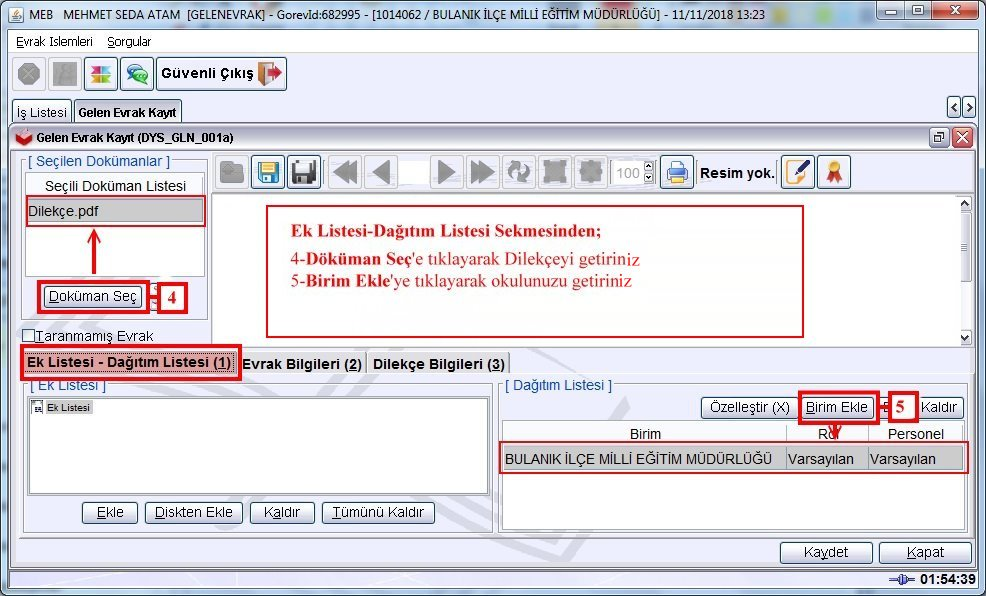 MEB   MEHMET SEDA ATAM  [GELENEVRAK] - GorevId:682995 - [1014062 / BULANIK İLÇE MİLLİ EĞİTİM MÜDÜRLÜĞÜ] - 11/11/2018 13:23
Evrak Islemleri   Sorgular
Güvenli Çıkış
İş Listesi   Gelen Evrak Kayıt
Gelen Evrak Kayıt (DYS_GLN_001a)
[ Seçilen Dokümanlar ]
Seçili Doküman Listesi
Dilekçe.pdf
Doküman Seç   4
Taranmamış Evrak
100   Resim yok.
Ek Listesi-Dağıtım Listesi Sekmesinden;
4-Döküman Seç'e tıklayarak Dilekçeyi getiriniz
5-Birim Ekle'ye tıklayarak okulunuzu getiriniz
Ek Listesi - Dağıtım Listesi (1)   Evrak Bilgileri (2)   Dilekçe Bilgileri (3)
[ Ek Listesi ]
Ek Listesi
Ekle   Diskten Ekle   Kaldır   Tümünü Kaldır
[ Dağıtım Listesi ]
Özelleştir (X)   Birim Ekle   5   Kaldır
Birim   Personel
BULANIK İLÇE MİLLİ EĞİTİM MÜDÜRLÜĞÜ   Varsayılan   Varsayılan
Kaydet   Kapat
01:54:39